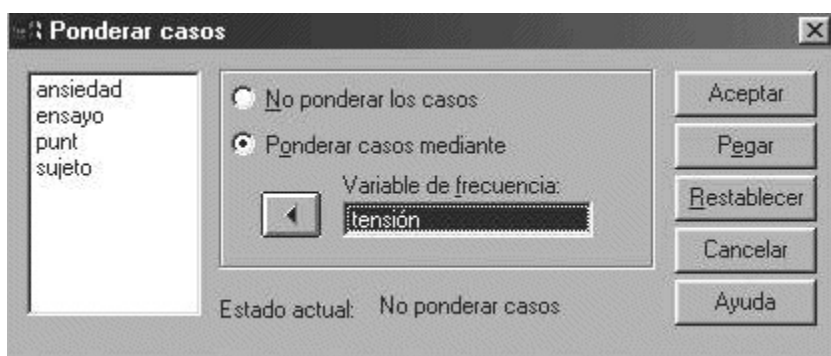 Ponderar casos
ansiedad
ensayo
punt
sujeto
No ponderar los casos
Ponderar casos mediante
Variable de frecuencia:
tensión
Estado actual: No ponderar casos
Aceptar
Pegar
Restablecer
Cancelar
Ayuda